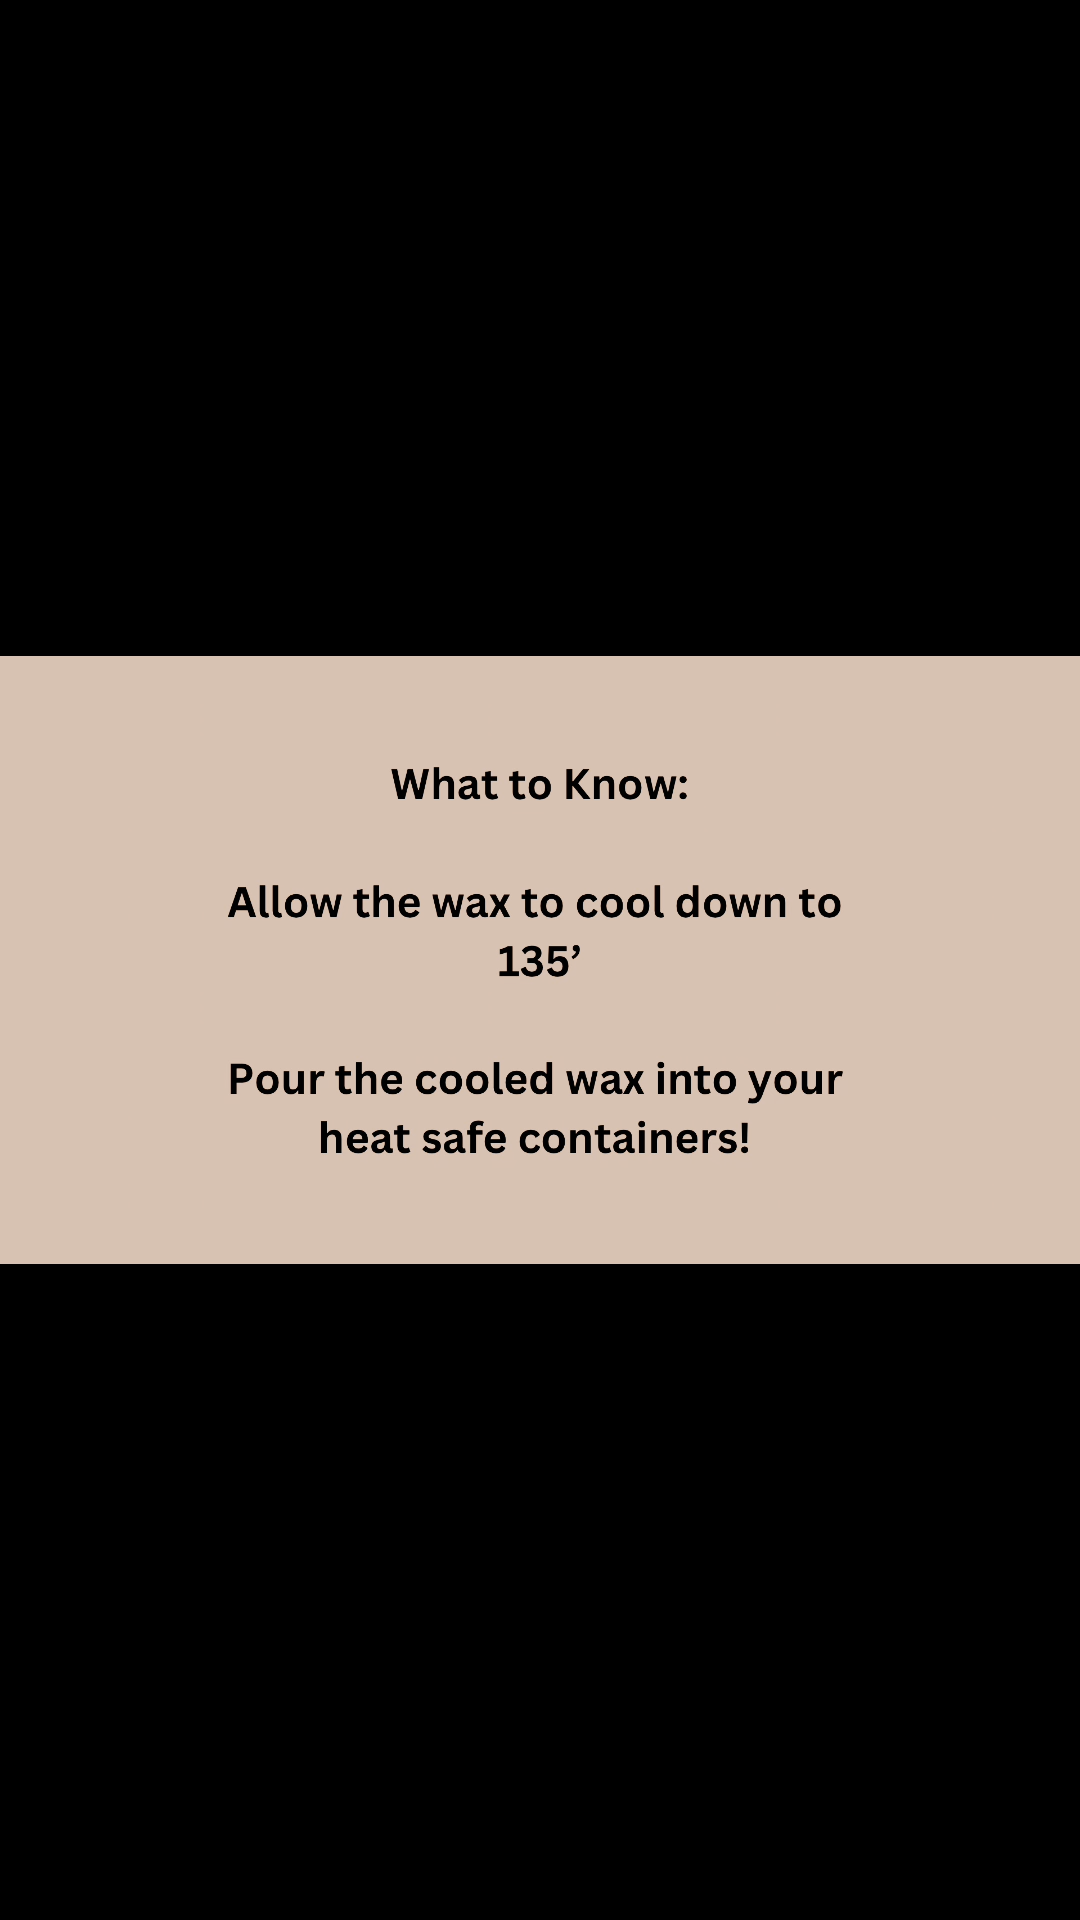 What to Know:
Allow the wax to cool down to
135’
Pour the cooled wax into your
heat safe containers!